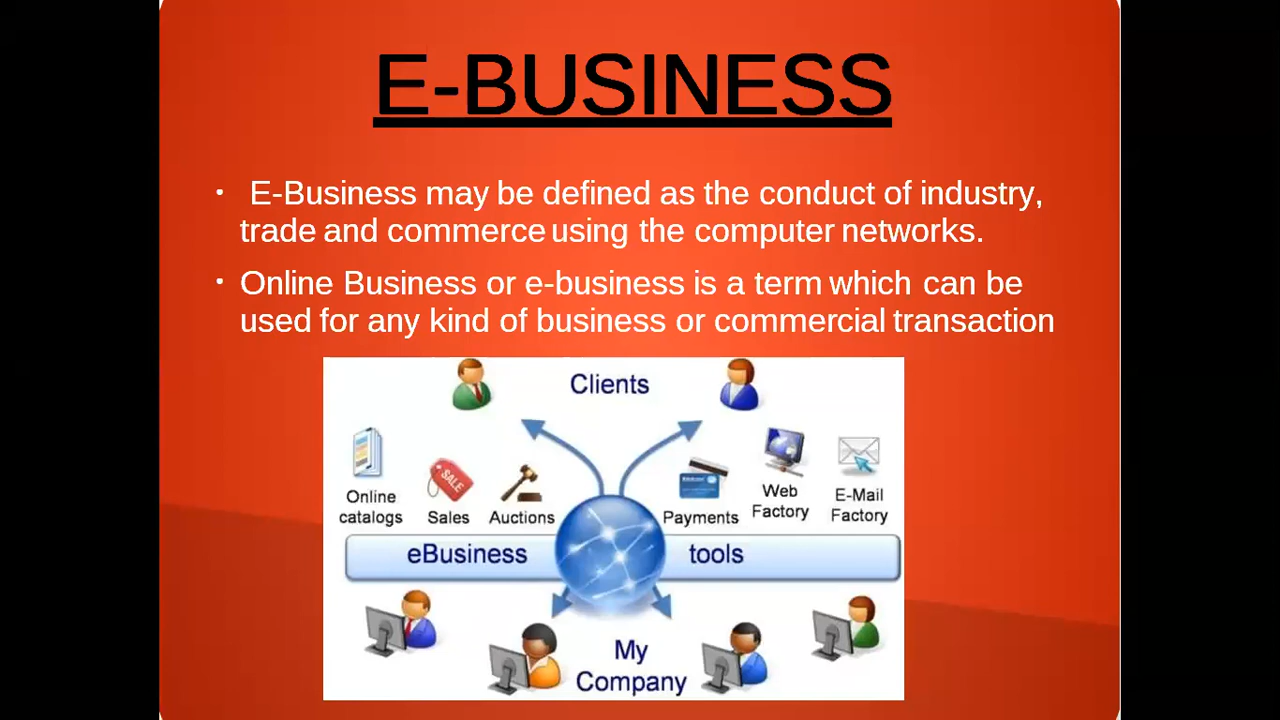 E-BUSINESS
• E-Business may be defined as the conduct of industry,
trade and commerce using the computer networks.
• Online Business or e-business is a term which can be
used for any kind of business or commercial transaction
Clients
Online
catalogs
Sales
Auctions
Payments
Web
Factory
E-Mail
Factory
SALE
eBusiness tools
My
Company